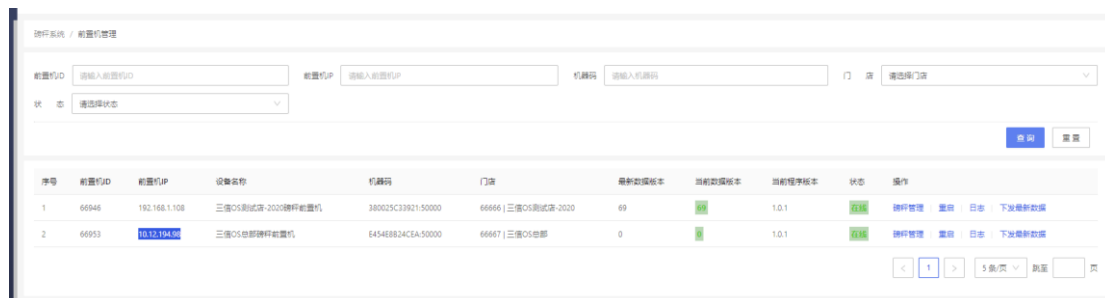 磅秤系统 / 前置机管理
前置机ID 请输入前置机ID 前置机IP 请输入前置机IP 机器码 请输入机器码 门 店 请选择门店
状 态 请选择状态
查 询 重 置
序号 前置机ID 前置机IP 设备名称 机器码 门店 最新数据版本 当前数据版本 当前程序版本 状态 操作
1 66946 192.168.1.108 三信OS测试店-2020磅秤前置机 380025C33921:50000 66666 | 三信OS测试店-2020 69 69 1.0.1 在线 磅秤管理 重启 日志 下发最新数据
2 66953 10.12.194.98 三信OS总部磅秤前置机 E454E8B24CEA:50000 66667 | 三信OS总部 0 0 1.0.1 在线 磅秤管理 重启 日志 下发最新数据
< 1 > 5 条/页 跳至 页